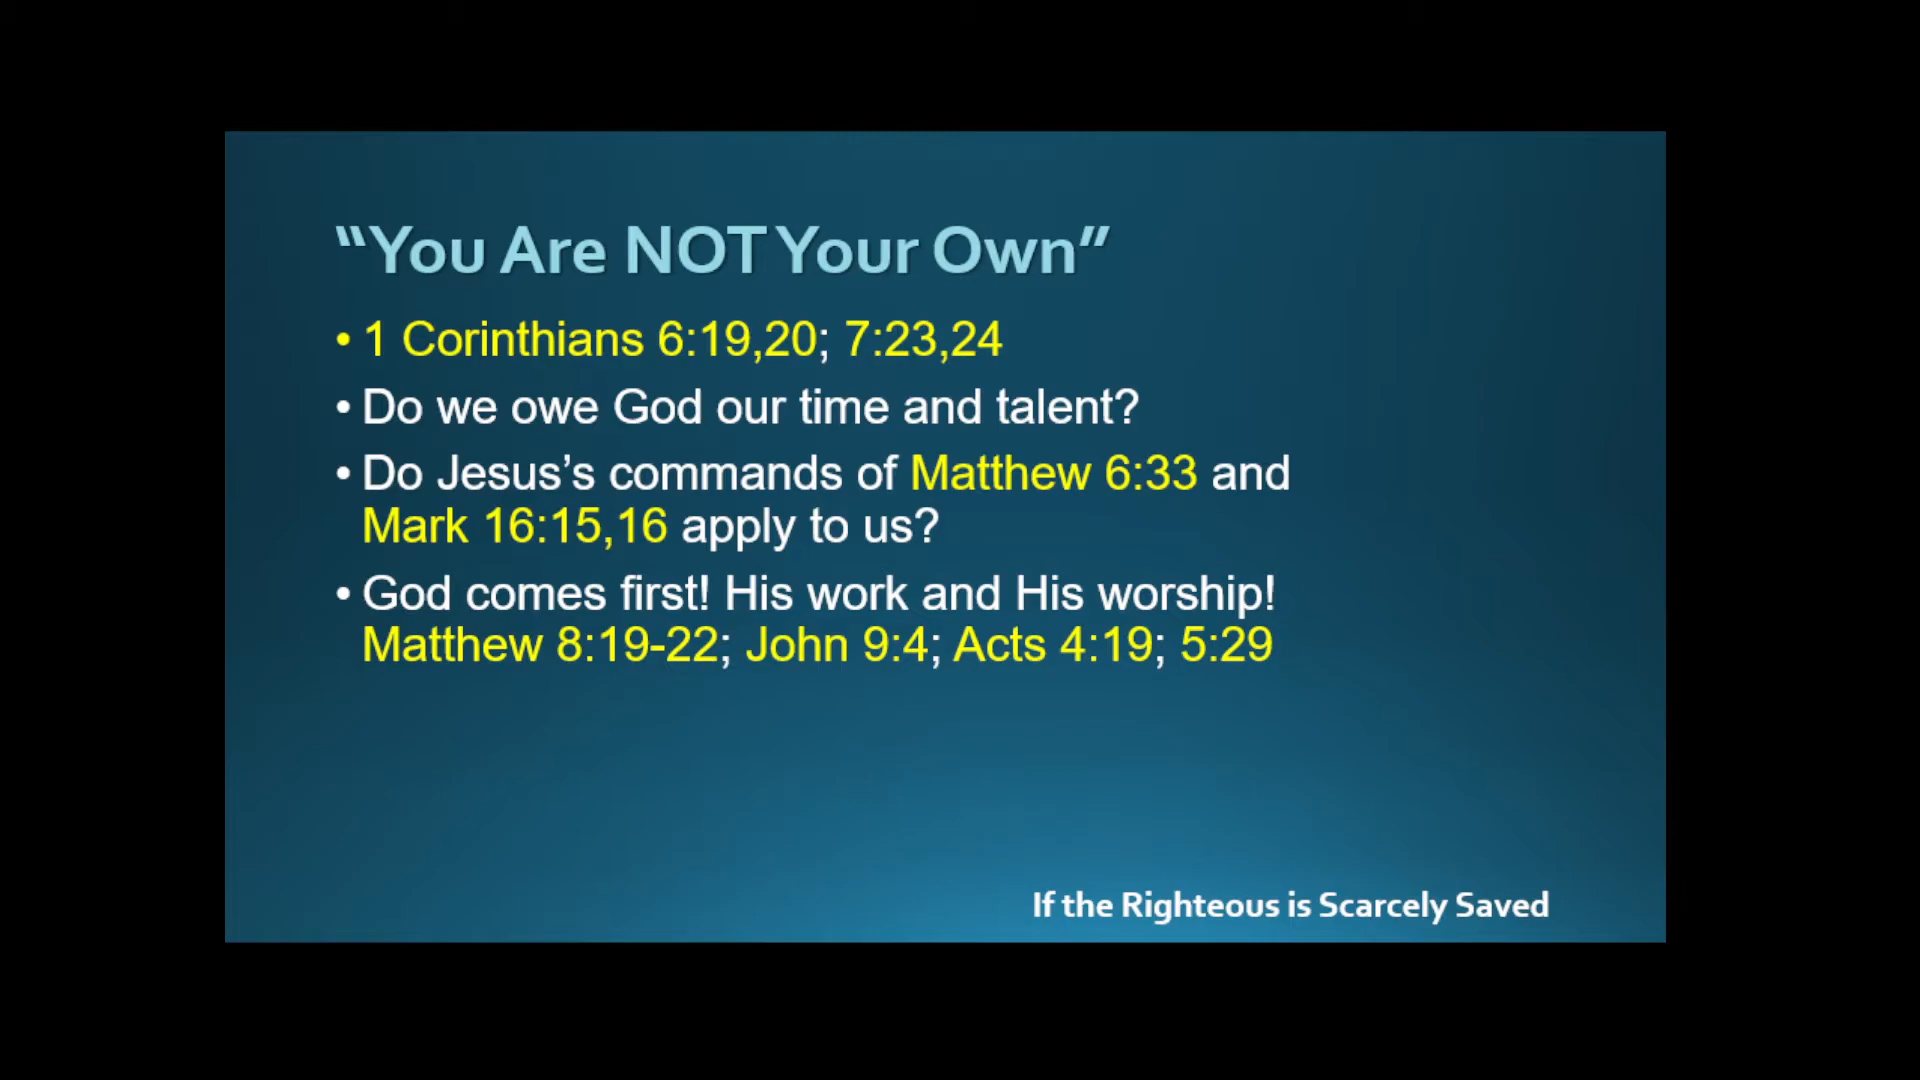 “You Are NOT Your Own”
• 1 Corinthians 6:19,20; 7:23,24
• Do we owe God our time and talent?
• Do Jesus’s commands of Matthew 6:33 and
Mark 16:15,16 apply to us?
• God comes first! His work and His worship!
Matthew 8:19-22; John 9:4; Acts 4:19; 5:29
If the Righteous is Scarcely Saved